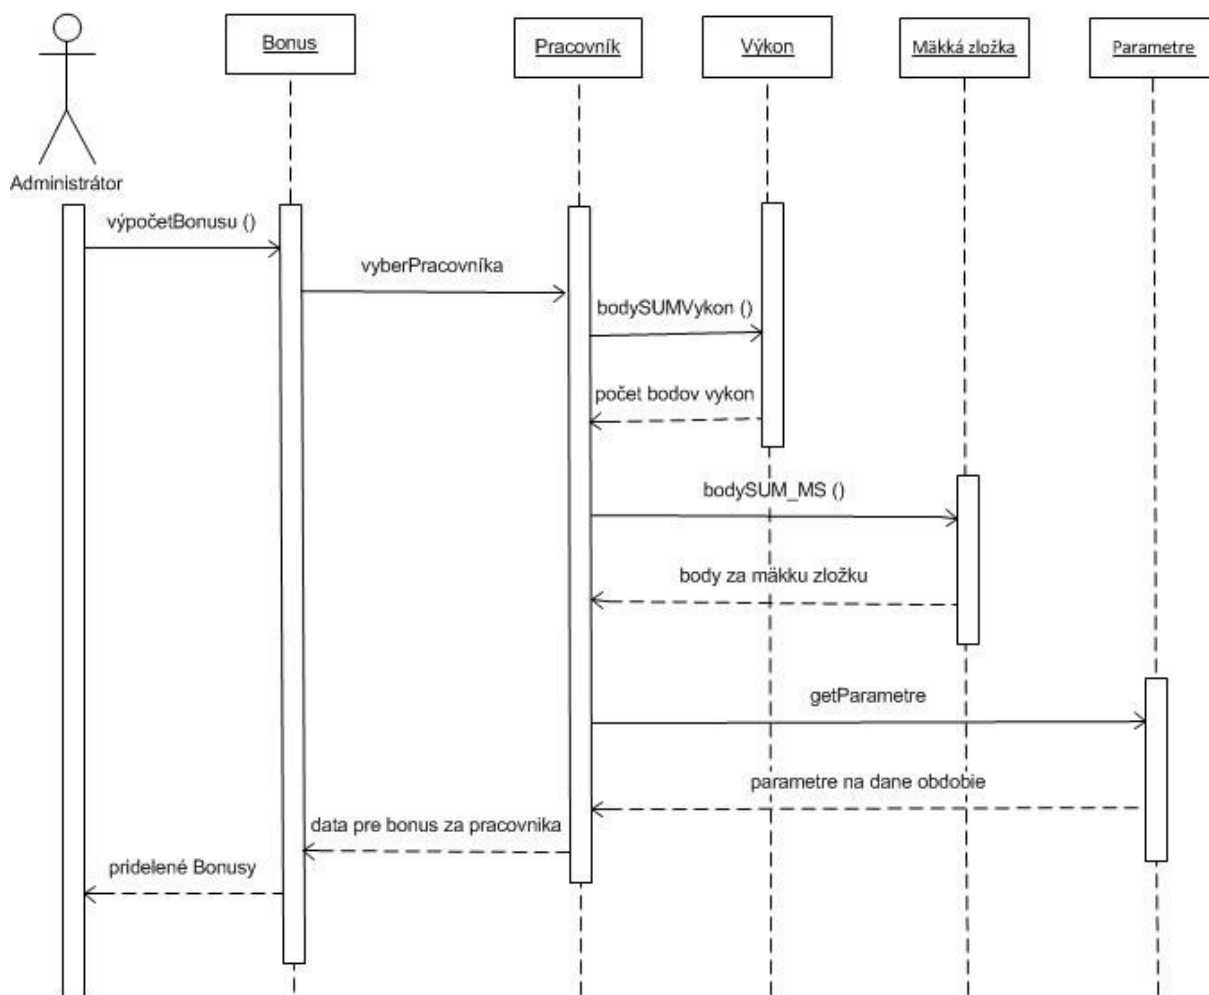 Bonus
Pracovník
Výkon
Mäkká zložka
Parametre
Administrátor
výpočetBonusu ()
vyberPracovníka
bodySUMVykon ()
počet bodov vykon
bodySUM_MS ()
body za mäkku zložku
getParametre
parametre na dane obdobie
data pre bonus za pracovnika
pridelené Bonusy